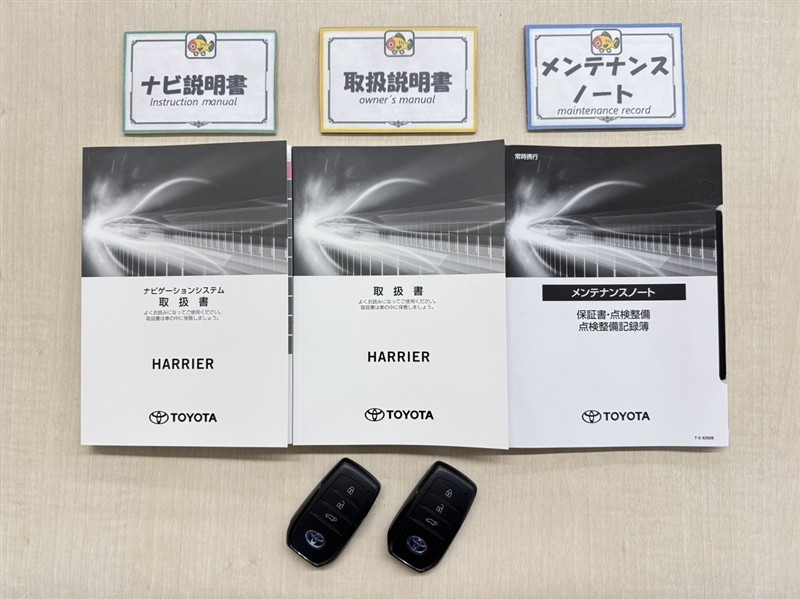 ナビ説明書
Instruction manual
取扱説明書
owner's manual
メンテナンス
ノート
maintenance record
ナビゲーションシステム
取扱書
よくお読みになってご使用ください。
取扱書は車の中に保管しましょう。
HARRIER
TOYOTA
取扱書
よくお読みになってご使用ください。
取扱書は車の中に保管しましょう。
HARRIER
TOYOTA
常時携行
メンテナンスノート
保証書・点検整備
点検整備記録簿
TOYOTA